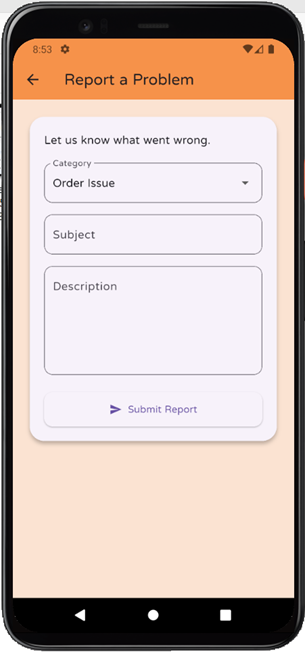 8:53
Report a Problem
Let us know what went wrong.
Category
Order Issue
Subject
Description
Submit Report